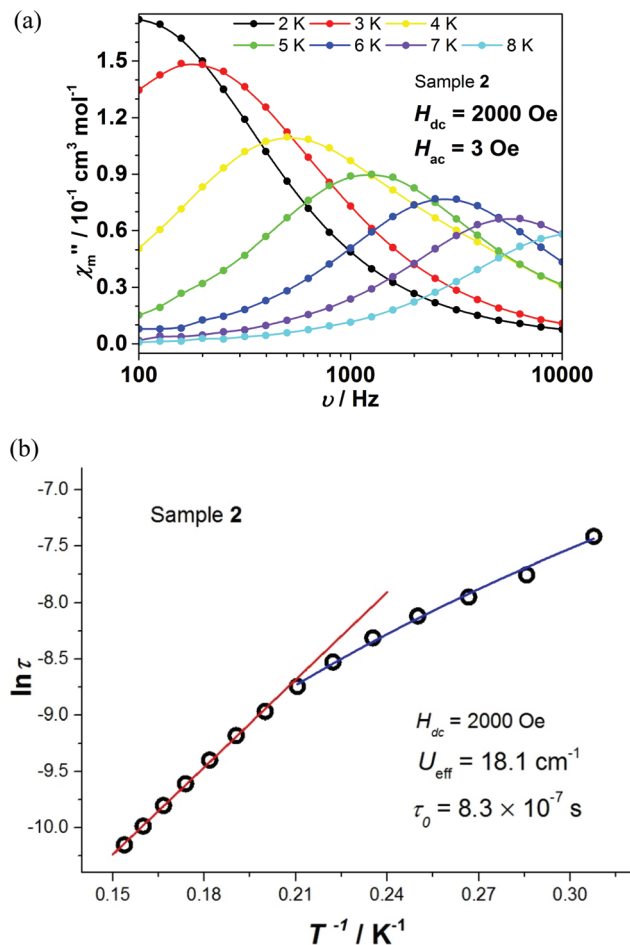 (a)
2 K 3 K 4 K
5 K 6 K 7 K 8 K
Sample 2
H_dc = 2000 Oe
H_ac = 3 Oe
χ_m" / 10⁻¹ cm³ mol⁻¹
1.5
1.2
0.9
0.6
0.3
0.0
100 1000 10000
υ / Hz
(b)
Sample 2
ln τ
-7.0
-7.5
-8.0
-8.5
-9.0
-9.5
-10.0
H_dc = 2000 Oe
U_eff = 18.1 cm⁻¹
τ_0 = 8.3 × 10⁻⁷ s
0.15 0.18 0.21 0.24 0.27 0.30
T⁻¹ / K⁻¹